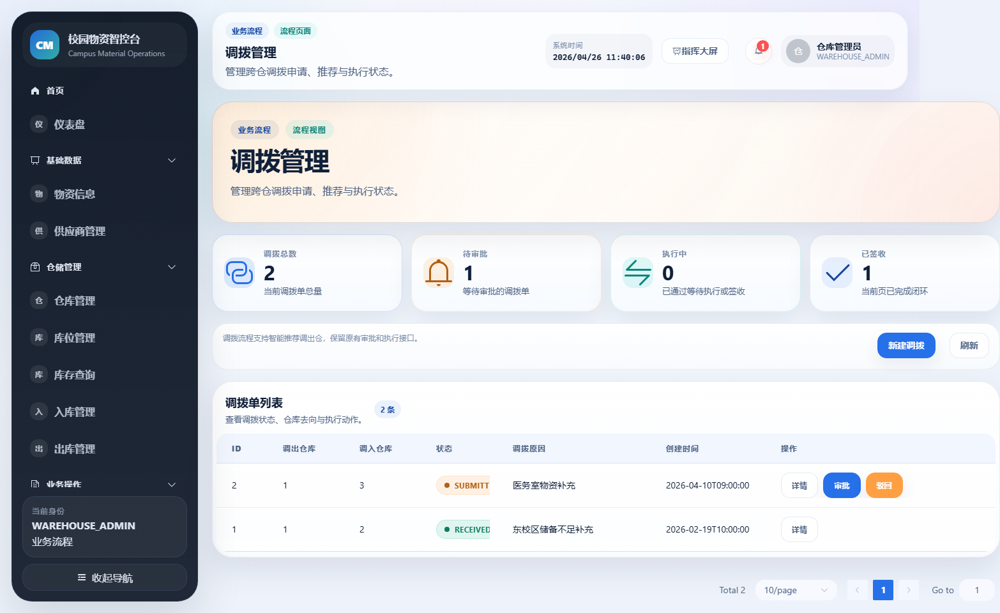 CM
校园物资智控台
Campus Material Operations
首页
仪 仪表盘
基础数据
物 物资信息
供 供应商管理
仓储管理
仓 仓库管理
库 库位管理
库 库存查询
入 入库管理
出 出库管理
业务操作
当前身份
WAREHOUSE_ADMIN
业务流程
收起导航
业务流程 流程页面
调拨管理
管理跨仓调拨申请、推荐与执行状态。
系统时间
2026/04/26 11:40:06
指挥大屏
1
仓
仓库管理员
WAREHOUSE_ADMIN
业务流程 流程视图
调拨管理
管理跨仓调拨申请、推荐与执行状态。
调拨总数
2
当前调拨单总量
待审批
1
等待审批的调拨单
执行中
0
已通过等待执行或签收
已签收
1
当前页已完成闭环
调拨流程支持智能推荐调出仓，保留原有审批和执行接口。
新建调拨 刷新
调拨单列表
查看调拨状态、仓库去向与执行动作。
2 条
ID 调出仓库 调入仓库 状态 调拨原因 创建时间 操作
2 1 3 SUBMITT 医务室物资补充 2026-04-10T09:00:00 详情 审批 驳回
1 1 2 RECEIVED 东校区储备不足补充 2026-02-19T10:00:00 详情
Total 2 10/page 1 Go to 1